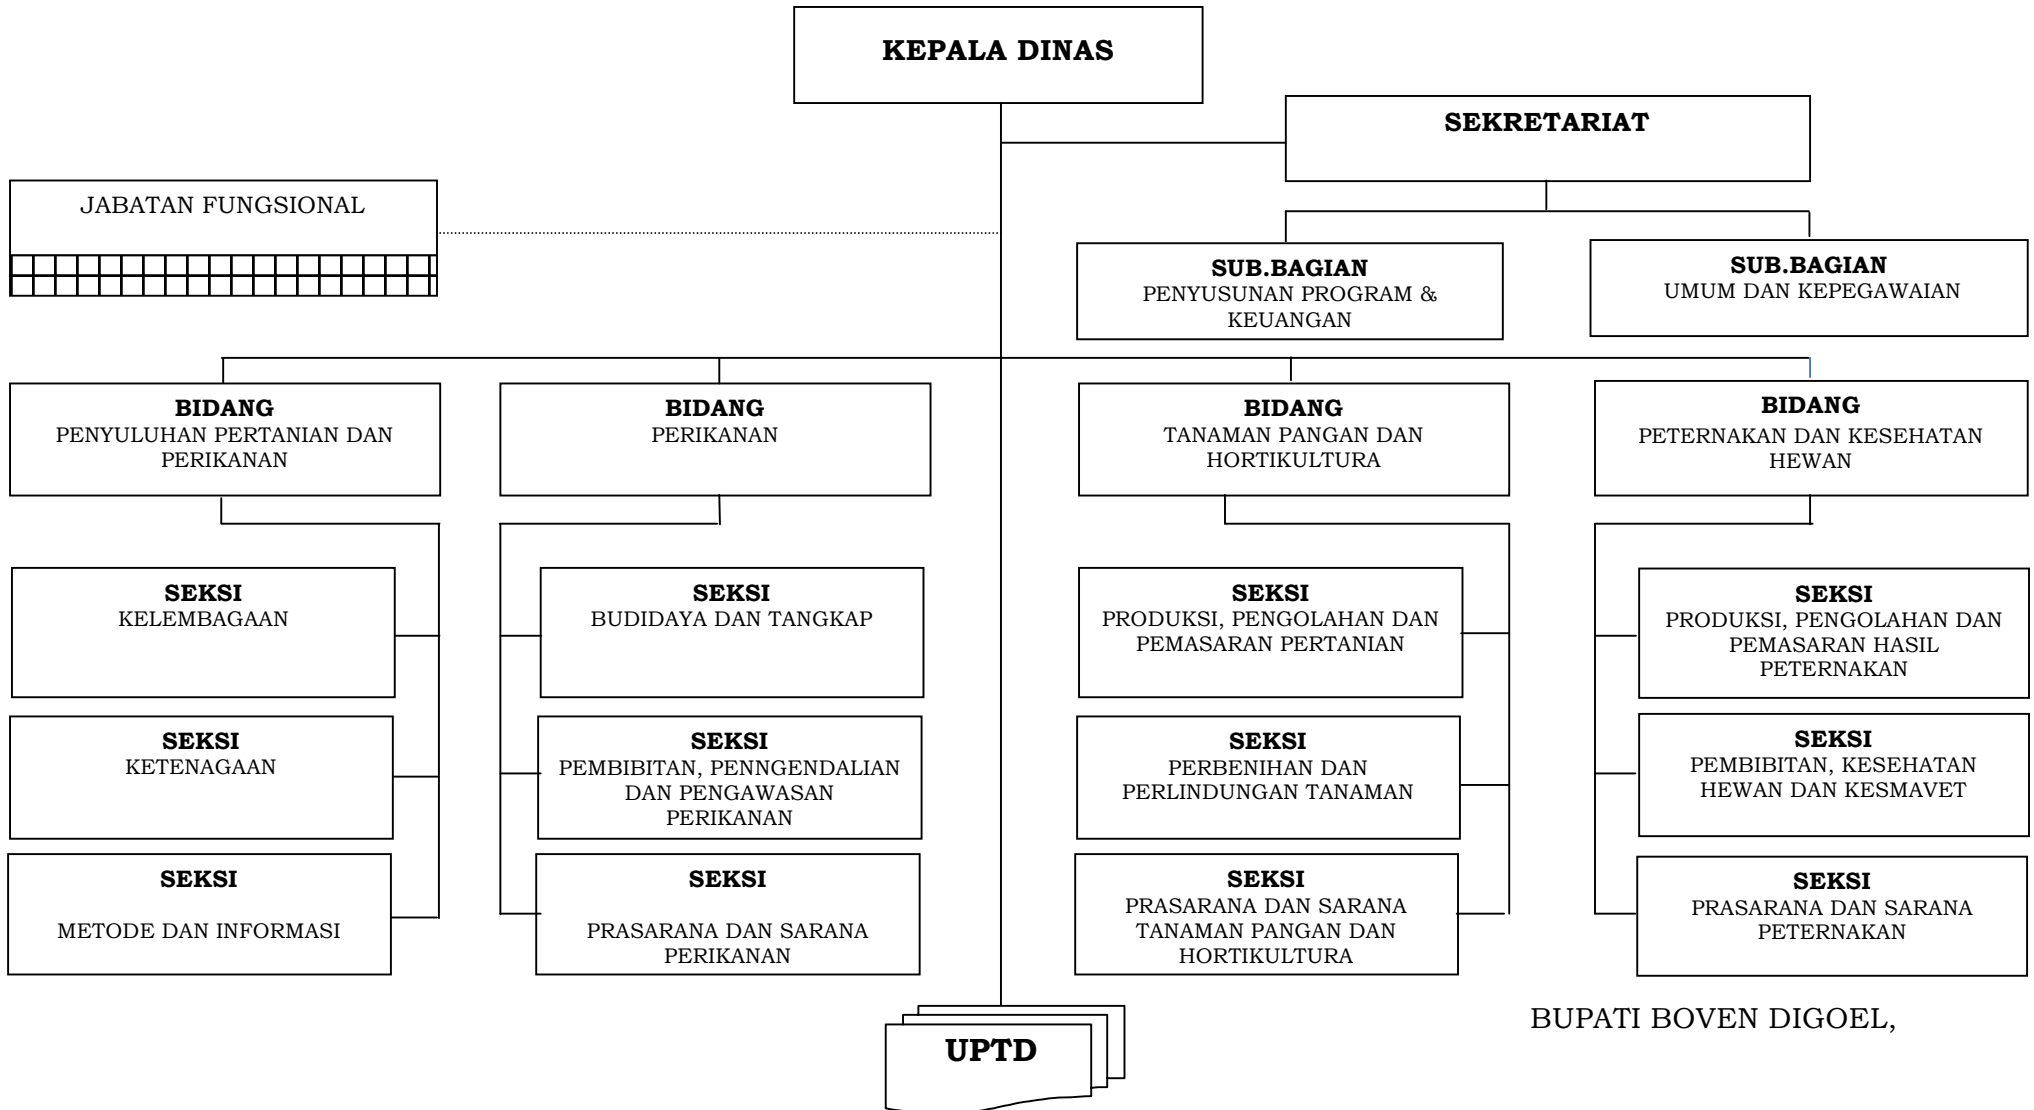 KEPALA DINAS
SEKRETARIAT
JABATAN FUNGSIONAL
SUB.BAGIAN
PENYUSUNAN PROGRAM &
KEUANGAN
SUB.BAGIAN
UMUM DAN KEPEGAWAIAN
BIDANG
PENYULUHAN PERTANIAN DAN
PERIKANAN
BIDANG
PERIKANAN
BIDANG
TANAMAN PANGAN DAN
HORTIKULTURA
BIDANG
PETERNAKAN DAN KESEHATAN
HEWAN
SEKSI
KELEMBAGAAN
SEKSI
BUDIDAYA DAN TANGKAP
SEKSI
PRODUKSI, PENGOLAHAN DAN
PEMASARAN PERTANIAN
SEKSI
PRODUKSI, PENGOLAHAN DAN
PEMASARAN HASIL
PETERNAKAN
SEKSI
KETENAGAAN
SEKSI
PEMBIBITAN, PENNGENDALIAN
DAN PENGAWASAN
PERIKANAN
SEKSI
PERBENIHAN DAN
PERLINDUNGAN TANAMAN
SEKSI
PEMBIBITAN, KESEHATAN
HEWAN DAN KESMAVET
SEKSI
METODE DAN INFORMASI
SEKSI
PRASARANA DAN SARANA
PERIKANAN
SEKSI
PRASARANA DAN SARANA
TANAMAN PANGAN DAN
HORTIKULTURA
SEKSI
PRASARANA DAN SARANA
PETERNAKAN
BUPATI BOVEN DIGOEL,
UPTD